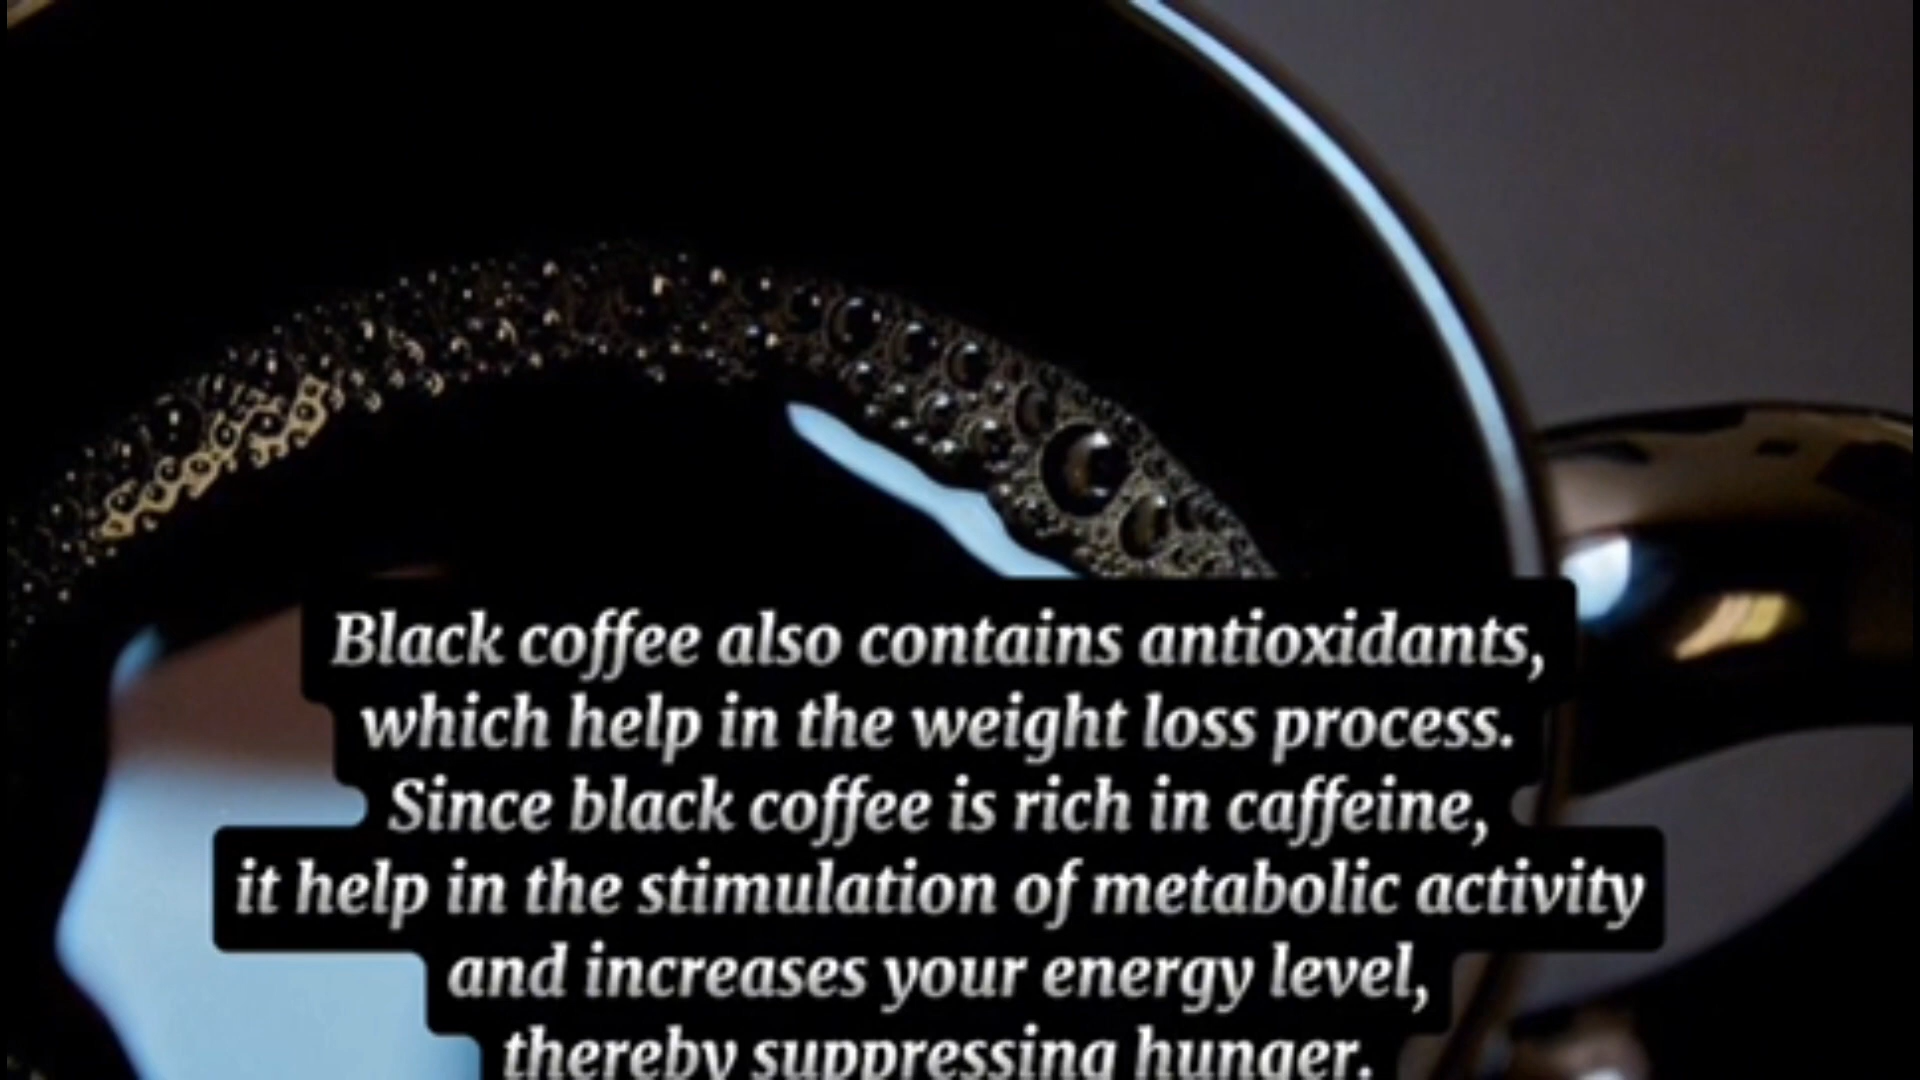 Black coffee also contains antioxidants,
which help in the weight loss process.
Since black coffee is rich in caffeine,
it help in the stimulation of metabolic activity
and increases your energy level,
thereby suppressing hunger.